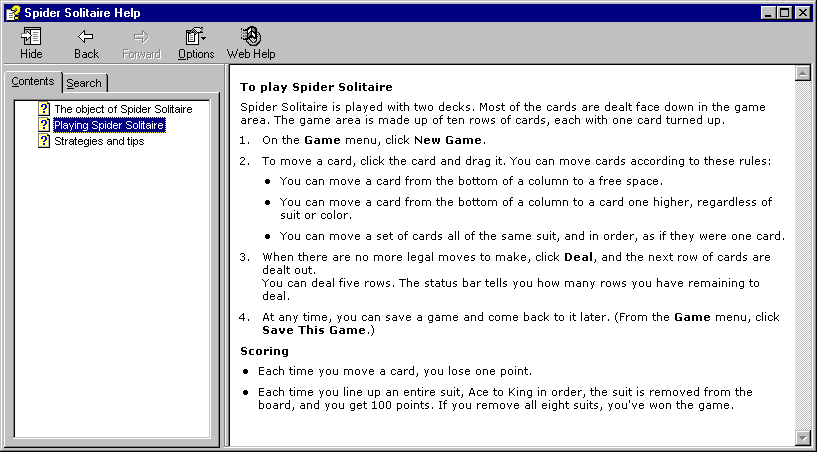 Spider Solitaire Help
Hide Back Forward Options Web Help
Contents Search
The object of Spider Solitaire
Playing Spider Solitaire
Strategies and tips
To play Spider Solitaire
Spider Solitaire is played with two decks. Most of the cards are dealt face down in the game
area. The game area is made up of ten rows of cards, each with one card turned up.
1. On the Game menu, click New Game.
2. To move a card, click the card and drag it. You can move cards according to these rules:
● You can move a card from the bottom of a column to a free space.
● You can move a card from the bottom of a column to a card one higher, regardless of
suit or color.
● You can move a set of cards all of the same suit, and in order, as if they were one card.
3. When there are no more legal moves to make, click Deal, and the next row of cards are
dealt out.
You can deal five rows. The status bar tells you how many rows you have remaining to
deal.
4. At any time, you can save a game and come back to it later. (From the Game menu, click
Save This Game.)
Scoring
● Each time you move a card, you lose one point.
● Each time you line up an entire suit, Ace to King in order, the suit is removed from the
board, and you get 100 points. If you remove all eight suits, you've won the game.